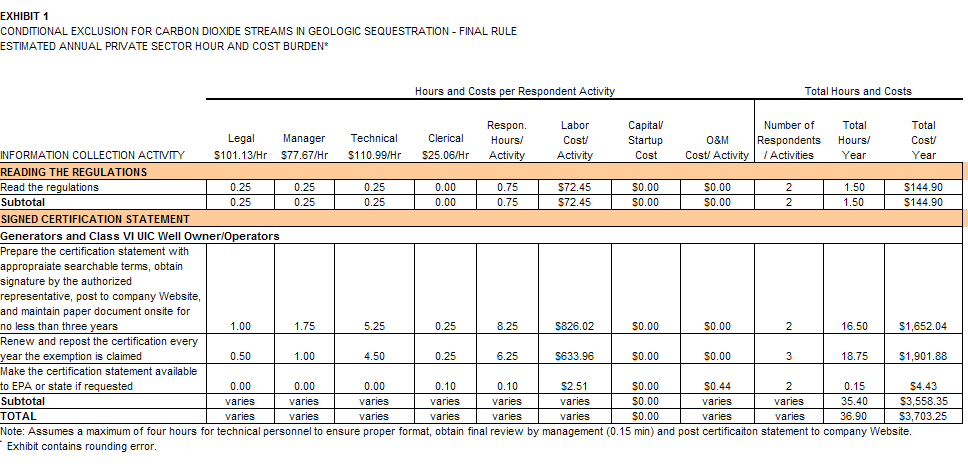 EXHIBIT 1
CONDITIONAL EXCLUSION FOR CARBON DIOXIDE STREAMS IN GEOLOGIC SEQUESTRATION - FINAL RULE
ESTIMATED ANNUAL PRIVATE SECTOR HOUR AND COST BURDEN*
Hours and Costs per Respondent Activity Total Hours and Costs
Respon. Labor Capital/ Number of Total Total
Legal Manager Technical Clerical Hours/ Cost/ Startup O&M Respondents Hours/ Cost/
INFORMATION COLLECTION ACTIVITY $101.13/Hr $77.67/Hr $110.99/Hr $25.06/Hr Activity Activity Cost Cost/ Activity / Activities Year Year
READING THE REGULATIONS
Read the regulations 0.25 0.25 0.25 0.00 0.75 $72.45 $0.00 $0.00 2 1.50 $144.90
Subtotal 0.25 0.25 0.25 0.00 0.75 $72.45 $0.00 $0.00 2 1.50 $144.90
SIGNED CERTIFICATION STATEMENT
Generators and Class VI UIC Well Owner/Operators
Prepare the certification statement with
appropraiate searchable terms, obtain
signature by the authorized
representative, post to company Website,
and maintain paper document onsite for
no less than three years 1.00 1.75 5.25 0.25 8.25 $826.02 $0.00 $0.00 2 16.50 $1,652.04
Renew and repost the certification every
year the exemption is claimed 0.50 1.00 4.50 0.25 6.25 $633.96 $0.00 $0.00 3 18.75 $1,901.88
Make the certification statement available
to EPA or state if requested 0.00 0.00 0.00 0.10 0.10 $2.51 $0.00 $0.44 2 0.15 $4.43
Subtotal varies varies varies varies varies varies $0.00 varies varies 35.40 $3,558.35
TOTAL varies varies varies varies varies varies $0.00 varies varies 36.90 $3,703.25
Note: Assumes a maximum of four hours for technical personnel to ensure proper format, obtain final review by management (0.15 min) and post certificaiton statement to company Website.
* Exhibit contains rounding error.